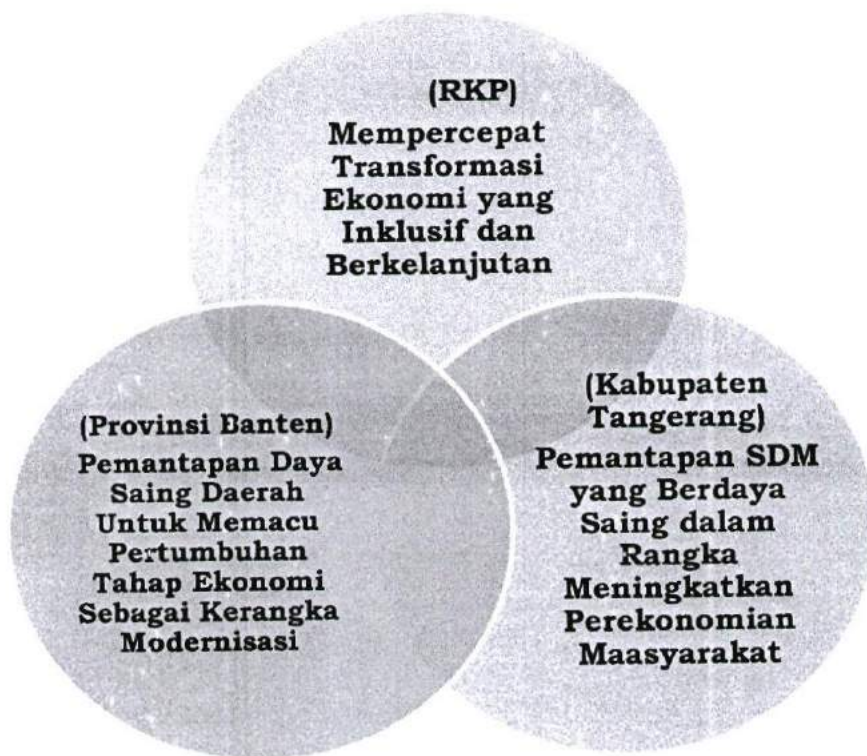 (RKP)
Mempercepat
Transformasi
Ekonomi yang
Inklusif dan
Berkelanjutan
(Provinsi Banten)
Pemantapan Daya
Saing Daerah
Untuk Memacu
Pertumbuhan
Tahap Ekonomi
Sebagai Kerangka
Modernisasi
(Kabupaten
Tangerang)
Pemantapan SDM
yang Berdaya
Saing dalam
Rangka
Meningkatkan
Perekonomian
Maasyarakat